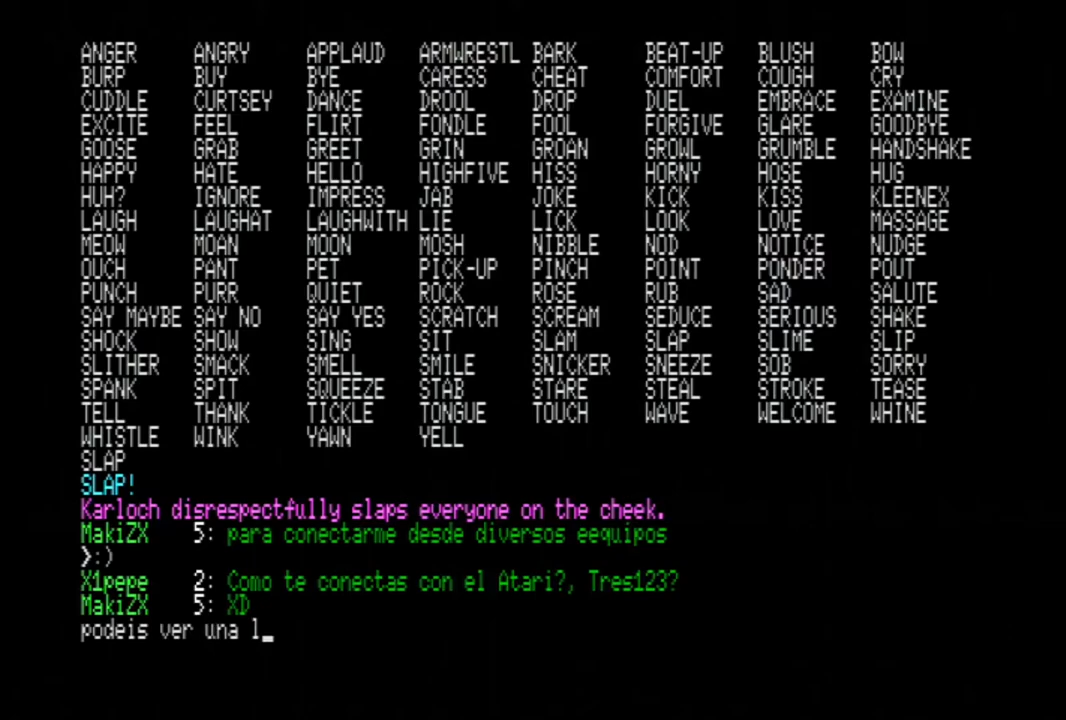 ANGER ANGRY APPLAUD ARMWRESTL BARK BEAT-UP BLUSH BOW
BURP BUY BYE CARESS CHEAT COMFORT COUGH CRY
CUDDLE CURTSEY DANCE DROOL DROP DUEL EMBRACE EXAMINE
EXCITE FEEL FLIRT FONDLE FOOL FORGIVE GLARE GOODBYE
GOOSE GRAB GREET GRIN GROAN GROWL GRUMBLE HANDSHAKE
HAPPY HATE HELLO HIGHFIVE HISS HORNY HOSE HUG
HUH? IGNORE IMPRESS JAB JOKE KICK KISS KLEENEX
LAUGH LAUGHAT LAUGHWITH LIE LICK LOOK LOVE MASSAGE
MEOW MOAN MOON MOSH NIBBLE NOD NOTICE NUDGE
OUCH PANT PET PICK-UP PINCH POINT PONDER POUT
PUNCH PURR QUIET ROCK ROSE RUB SAD SALUTE
SAY MAYBE SAY NO SAY YES SCRATCH SCREAM SEDUCE SERIOUS SHAKE
SHOCK SHOW SING SIT SLAM SLAP SLIME SLIP
SLITHER SMACK SMELL SMILE SNICKER SNEEZE SOB SORRY
SPANK SPIT SQUEEZE STAB STARE STEAL STROKE TEASE
TELL THANK TICKLE TONGUE TOUCH WAVE WELCOME WHINE
WHISTLE WINK YAWN YELL
SLAP
SLAP!
Karloch disrespectfully slaps everyone on the cheek.
MakiZX 5: para conectarme desde diversos eequipos
>:)
X1pepe 2: Como te conectas con el Atari?, Tres123?
MakiZX 5: XD
podeis ver una l_